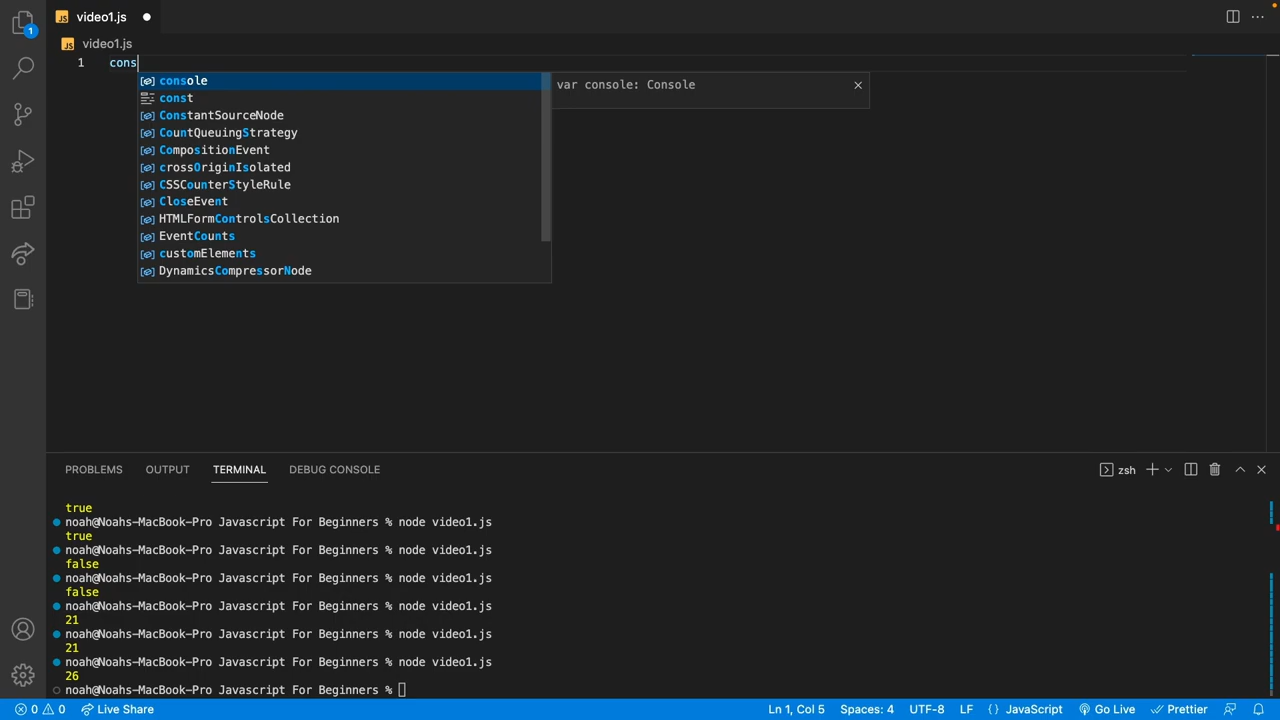 JS video1.js
1
JS video1.js
1 cons
console
var console: Console
const
ConstantSourceNode
CountQueuingStrategy
CompositionEvent
crossOriginIsolated
CSSCounterStyleRule
CloseEvent
HTMLFormControlsCollection
EventCounts
customElements
DynamicsCompressorNode
PROBLEMS OUTPUT TERMINAL DEBUG CONSOLE zsh
true
noah@Noahs-MacBook-Pro Javascript For Beginners % node video1.js
true
noah@Noahs-MacBook-Pro Javascript For Beginners % node video1.js
false
noah@Noahs-MacBook-Pro Javascript For Beginners % node video1.js
false
noah@Noahs-MacBook-Pro Javascript For Beginners % node video1.js
21
noah@Noahs-MacBook-Pro Javascript For Beginners % node video1.js
21
noah@Noahs-MacBook-Pro Javascript For Beginners % node video1.js
26
noah@Noahs-MacBook-Pro Javascript For Beginners %
0 0 Live Share Ln 1, Col 5 Spaces: 4 UTF-8 LF {} JavaScript Go Live Prettier